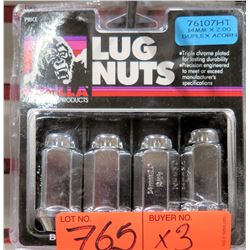 PRICE
LUG
NUTS
76107HT
14MM X 2.00
DUPLEX ACORN
•Triple chrome plated
for lasting durability
•Precision engineered
to meet or exceed
manufacturer's
specifications
PRODUCTS
LOT NO.
765
BUYER NO.
x3